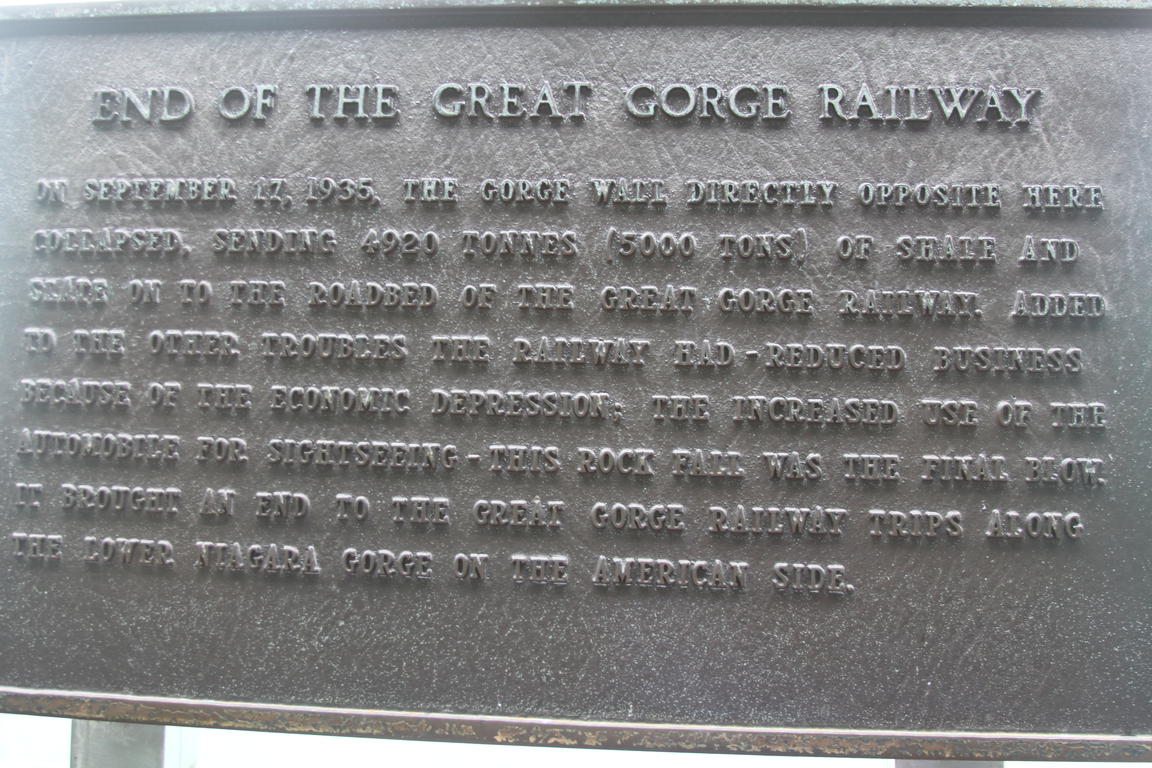 END OF THE GREAT GORGE RAILWAY
ON SEPTEMBER 17, 1935, THE GORGE WALL DIRECTLY OPPOSITE HERE
COLLAPSED, SENDING 4920 TONNES (5000 TONS) OF SHALE AND
SLATE ON TO THE ROADBED OF THE GREAT GORGE RAILWAY. ADDED
TO THE OTHER TROUBLES THE RAILWAY HAD - REDUCED BUSINESS
BECAUSE OF THE ECONOMIC DEPRESSION; THE INCREASED USE OF THE
AUTOMOBILE FOR SIGHTSEEING - THIS ROCK FALL WAS THE FINAL BLOW.
IT BROUGHT AN END TO THE GREAT GORGE RAILWAY TRIPS ALONG
THE LOWER NIAGARA GORGE ON THE AMERICAN SIDE.